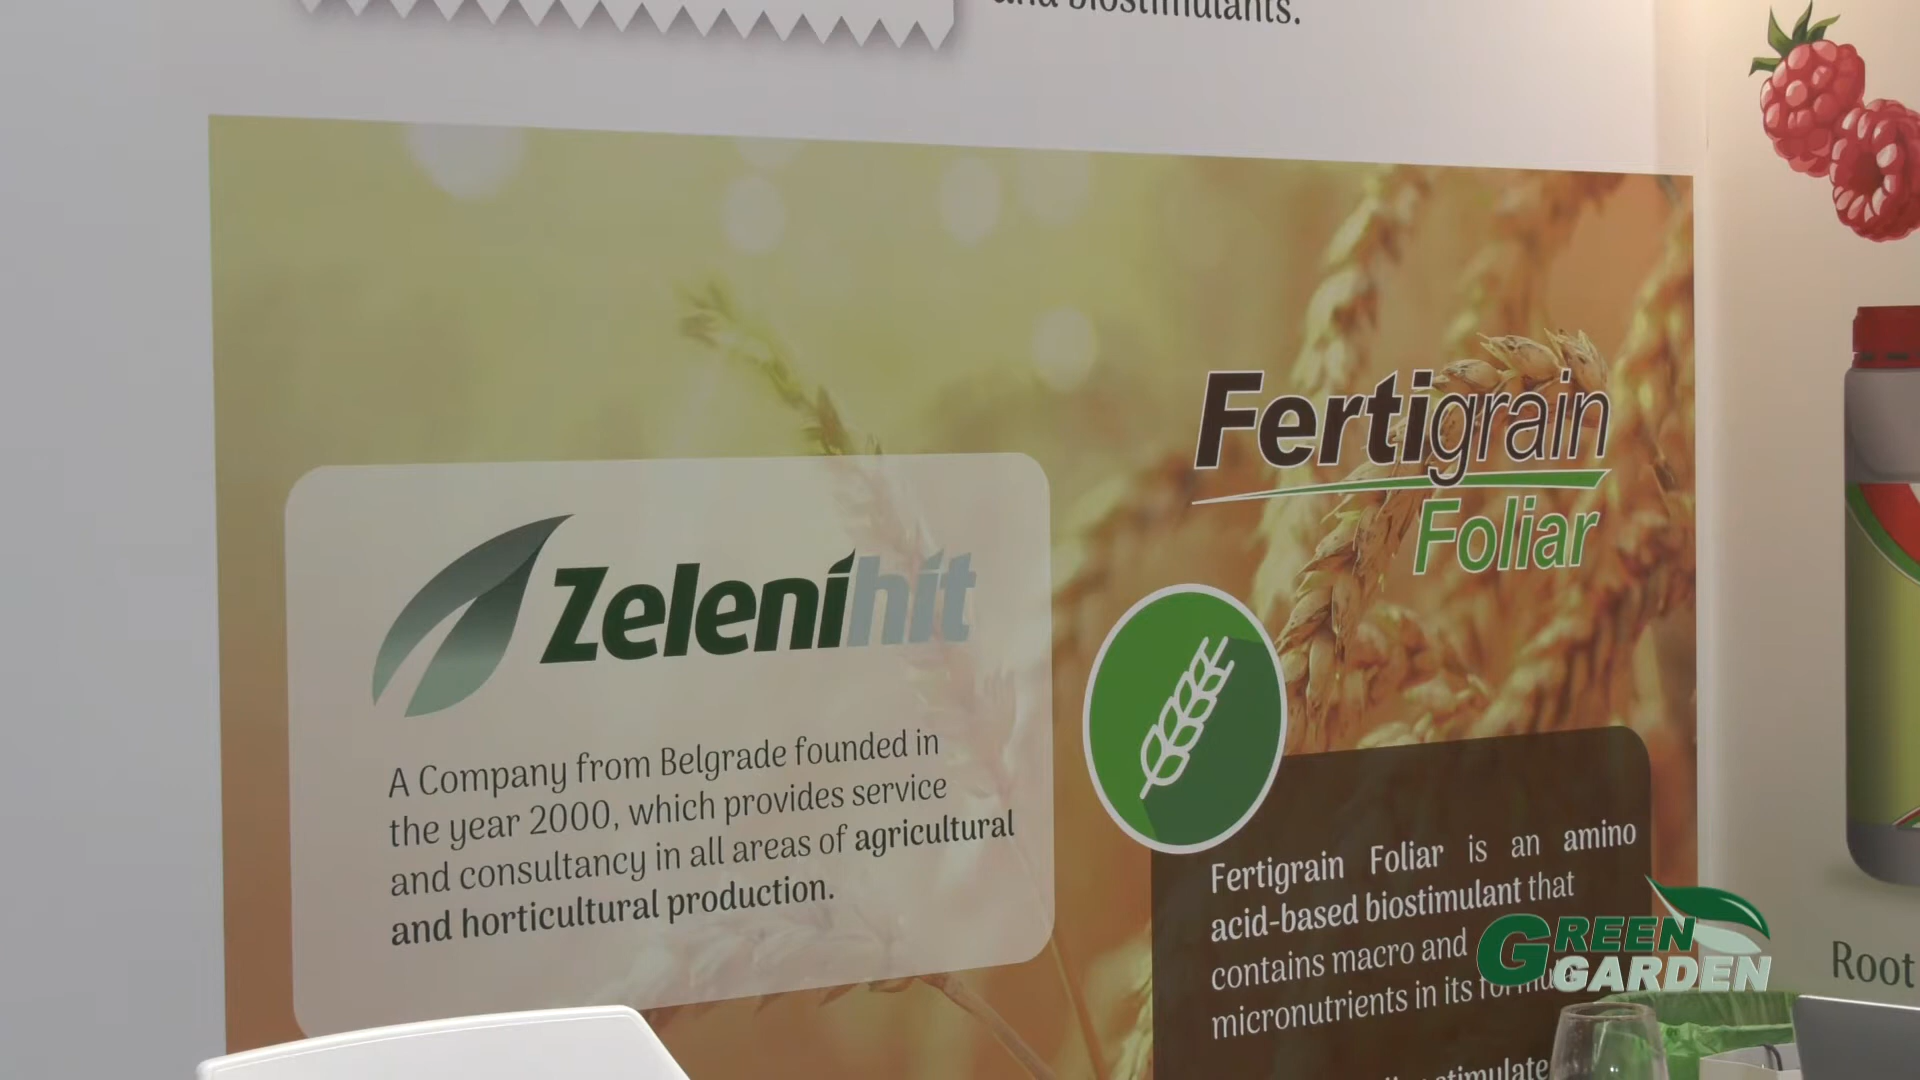 biostimulants.
Fertigrain
Foliar
Zelenihit
A Company from Belgrade founded in
the year 2000, which provides service
and consultancy in all areas of agricultural
and horticultural production.
Fertigrain Foliar is an amino
acid-based biostimulant that
contains macro and
micronutrients in its
stimulate
GREEN
GARDEN
Root